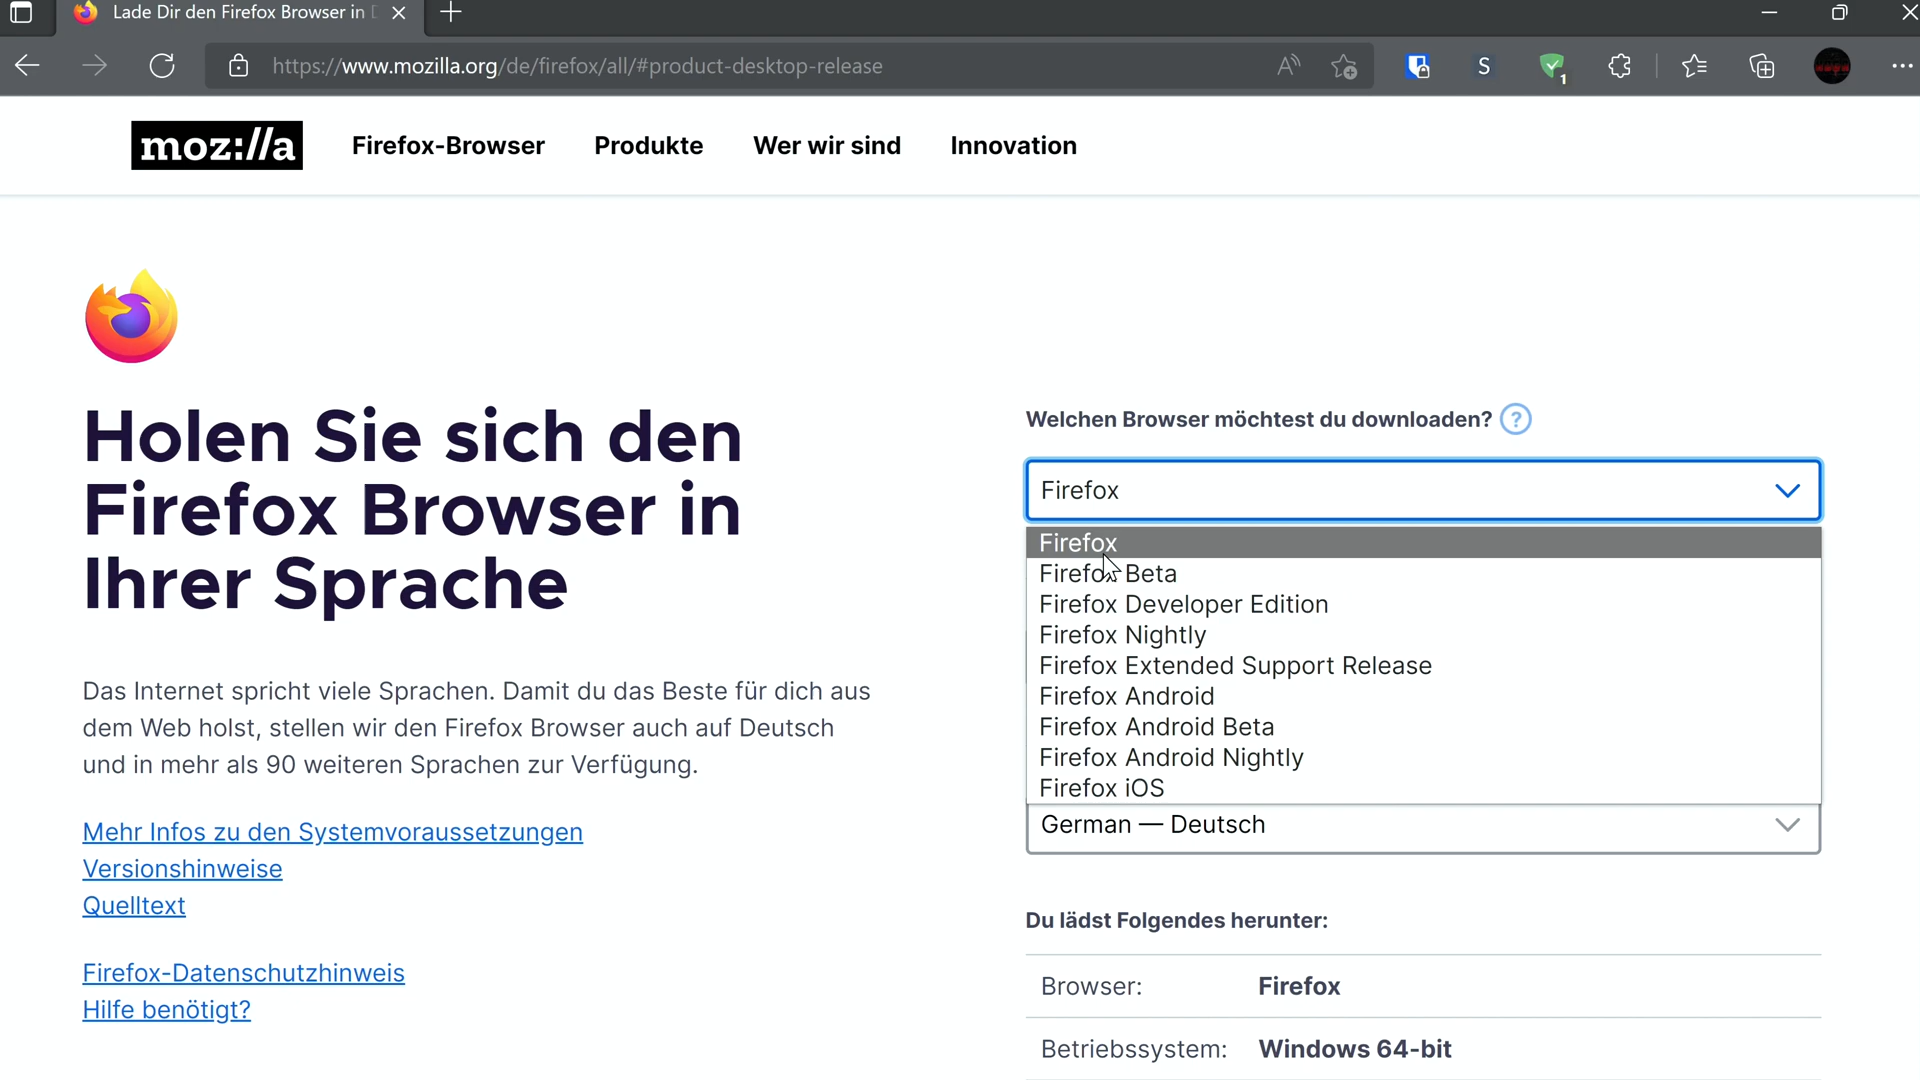 Lade Dir den Firefox Browser in D
https://www.mozilla.org/de/firefox/all/#product-desktop-release
S
1
moz://a
Firefox-Browser
Produkte
Wer wir sind
Innovation
Holen Sie sich den
Firefox Browser in
Ihrer Sprache
Das Internet spricht viele Sprachen. Damit du das Beste für dich aus
dem Web holst, stellen wir den Firefox Browser auch auf Deutsch
und in mehr als 90 weiteren Sprachen zur Verfügung.
Mehr Infos zu den Systemvoraussetzungen
Versionshinweise
Quelltext
Firefox-Datenschutzhinweis
Hilfe benötigt?
Welchen Browser möchtest du downloaden? ?
Firefox
Firefox
Firefox Beta
Firefox Developer Edition
Firefox Nightly
Firefox Extended Support Release
Firefox Android
Firefox Android Beta
Firefox Android Nightly
Firefox iOS
German — Deutsch
Du lädst Folgendes herunter:
Browser: Firefox
Betriebssystem: Windows 64-bit